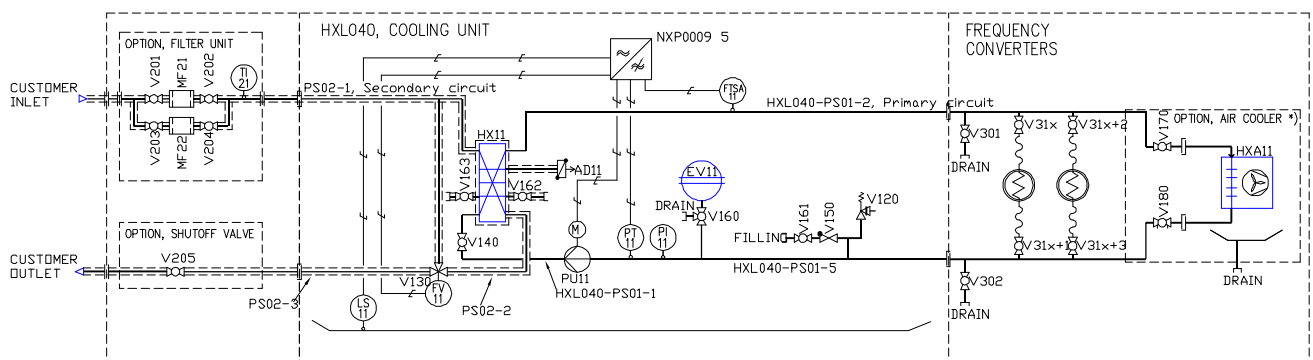 HXL040, COOLING UNIT
NXP0009 5
FREQUENCY
CONVERTERS
OPTION, FILTER UNIT
V201
MF21
V202
TI
21
CUSTOMER
INLET
PS02-1, Secondary circuit
FTSA
11
HXL040-PS01-2, Primary circuit
V203
MF22
V204
HX11
V163
AD11
V162
EV11
DRAIN
V160
V161
V150
V120
FILLING
V301
DRAIN
V31x
V31x+2
OPTION, AIR COOLER *)
V170
HXA11
V180
V31x+1
V31x+3
DRAIN
OPTION, SHUTOFF VALVE
V205
CUSTOMER
OUTLET
PS02-3
V140
M
PT
11
PI
11
PU11
V130
FV
11
LS
11
PS02-2
HXL040-PS01-1
HXL040-PS01-5
V302
DRAIN